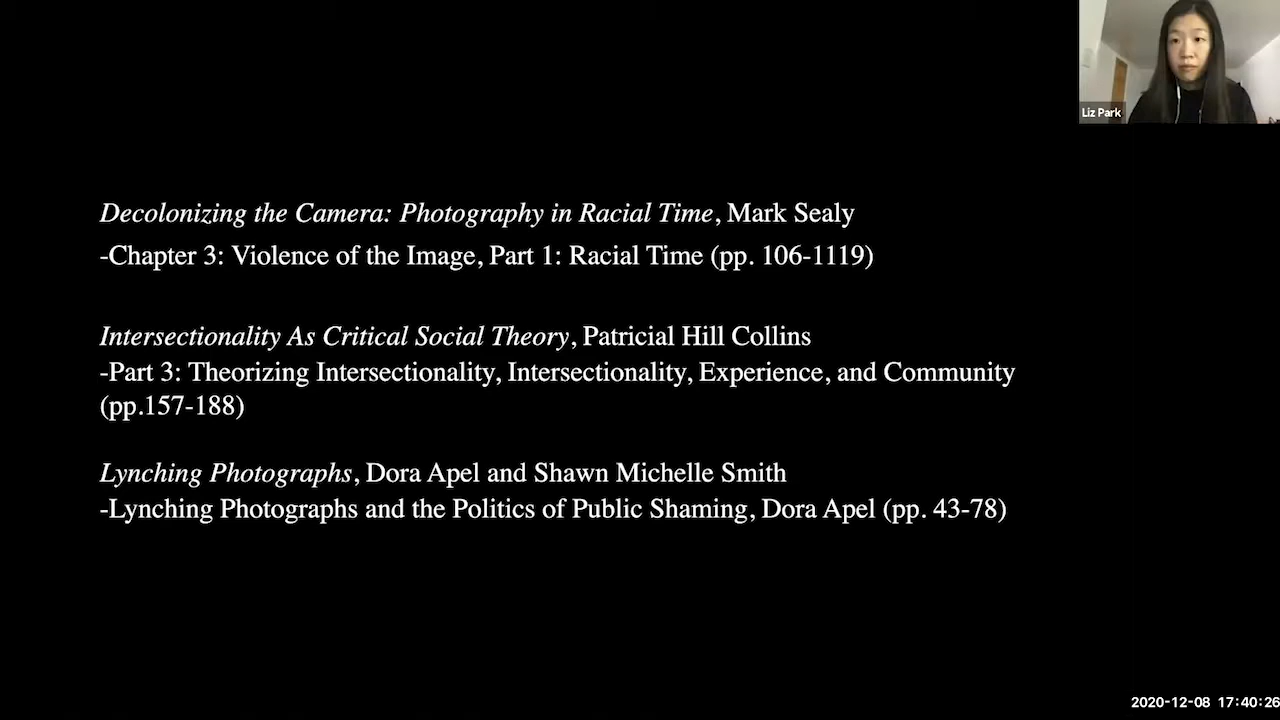 Liz Park
Decolonizing the Camera: Photography in Racial Time, Mark Sealy
-Chapter 3: Violence of the Image, Part 1: Racial Time (pp. 106-1119)
Intersectionality As Critical Social Theory, Patricial Hill Collins
-Part 3: Theorizing Intersectionality, Intersectionality, Experience, and Community
(pp.157-188)
Lynching Photographs, Dora Apel and Shawn Michelle Smith
-Lynching Photographs and the Politics of Public Shaming, Dora Apel (pp. 43-78)
2020-12-08 17:40:26